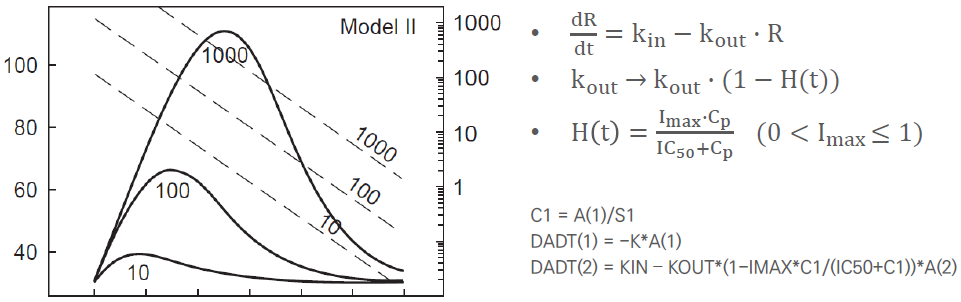 Model II
100
80
60
40
1000
100
10
1000
100
10
1000
100
10
1
• dR/dt = k_in − k_out · R
• k_out → k_out · (1 − H(t))
• H(t) = I_max·C_p / IC_50+C_p (0 < I_max ≤ 1)
C1 = A(1)/S1
DADT(1) = −K*A(1)
DADT(2) = KIN − KOUT*(1−IMAX*C1/(IC50+C1))*A(2)